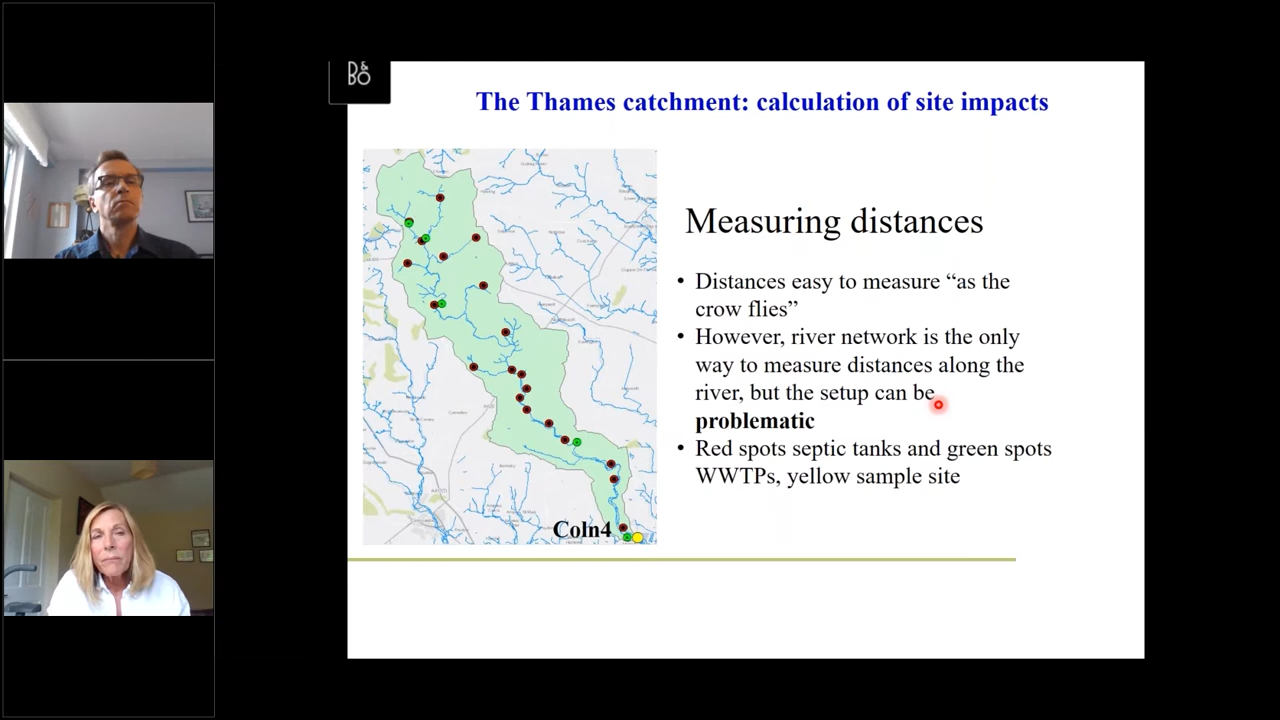 B&
BO
The Thames catchment: calculation of site impacts
Measuring distances
• Distances easy to measure “as the
crow flies”
• However, river network is the only
way to measure distances along the
river, but the setup can be
problematic
• Red spots septic tanks and green spots
WWTPs, yellow sample site
Coln4